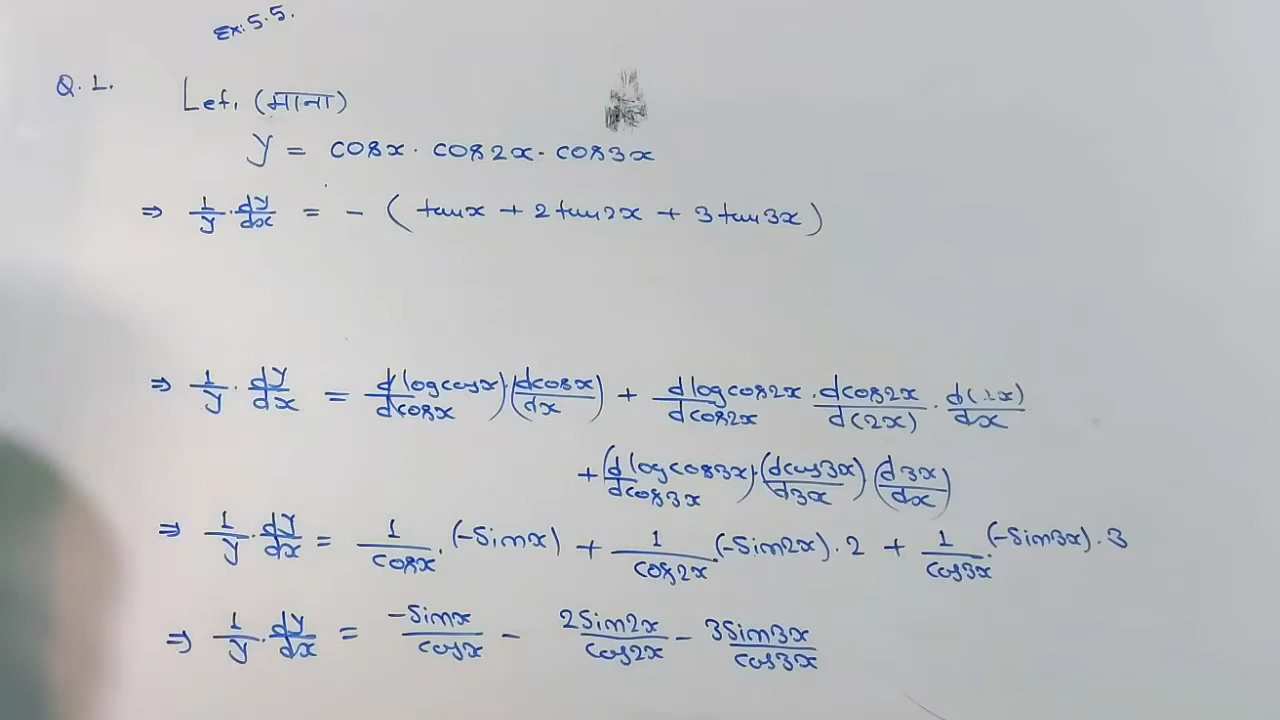 Ex: 5.5.
Q. 1. Let, (माना)
y = cosx · cos2x · cos3x
⇒ 1/y · dy/dx = - (tanx + 2tan2x + 3tan3x)
⇒ 1/y · dy/dx = (d logcosx/dcosx)·(dcosx/dx) + d logcos2x/dcos2x · dcos2x/d(2x) · d(2x)/dx
+ (d logcos3x/dcos3x)·(dcos3x/d3x)(d3x/dx)
⇒ 1/y · dy/dx = 1/cosx · (-Sinx) + 1/cos2x (-Sin2x) · 2 + 1/cos3x · (-Sin3x) · 3
⇒ 1/y · dy/dx = -Sinx/cosx - 2Sin2x/cos2x - 3Sin3x/cos3x